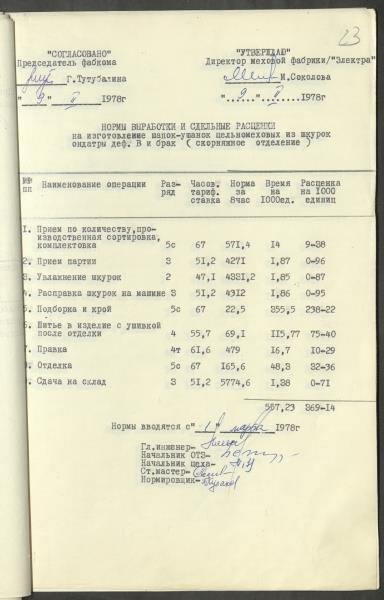 23
"СОГЛАСОВАНО" "УТВЕРЖДАЮ"
Председатель фабкома Директор меховой фабрики/"Электра"
Г.Тутубалина М.Соколова
" 9 " II 1978г " 9 " II 1978г
НОРМЫ ВЫРАБОТКИ И СДЕЛЬНЫЕ РАСЦЕНКИ
на изготовление шапок-ушанок цельномеховых из шкурок
ондатры деф. В и брак ( скорняжное отделение )
№№ пп Наименование операции Раз-ряд Часов. тариф. ставка Норма за 8час Время на 1000ед. Расценка на 1000 единиц
1. Прием по количеству,про-
изводственная сортировка,
комплектовка 5с 67 571,4 14 9-38
2. Прием партии 3 51,2 4271 1,87 0-96
3. Увлажнение шкурок 2 47,1 4331,2 1,85 0-87
4. Расправка шкурок на машине 3 51,2 4312 1,86 0-95
5. Подборка и крой 5с 67 22,5 355,5 238-22
6. Шитье в изделие с ушивкой
после отделки 4 55,7 69,1 115,77 75-40
7. Правка 4т 61,6 479 16,7 10-29
8. Отделка 5с 67 165,6 48,3 32-36
9. Сдача на склад 3 51,2 5774,6 1,38 0-71
557,23 369-14
Нормы вводятся с" 1 " марта 1978г
Гл.инженер-
Начальник ОТЗ-
Начальник цеха-
Ст.мастер-
Нормировщик-